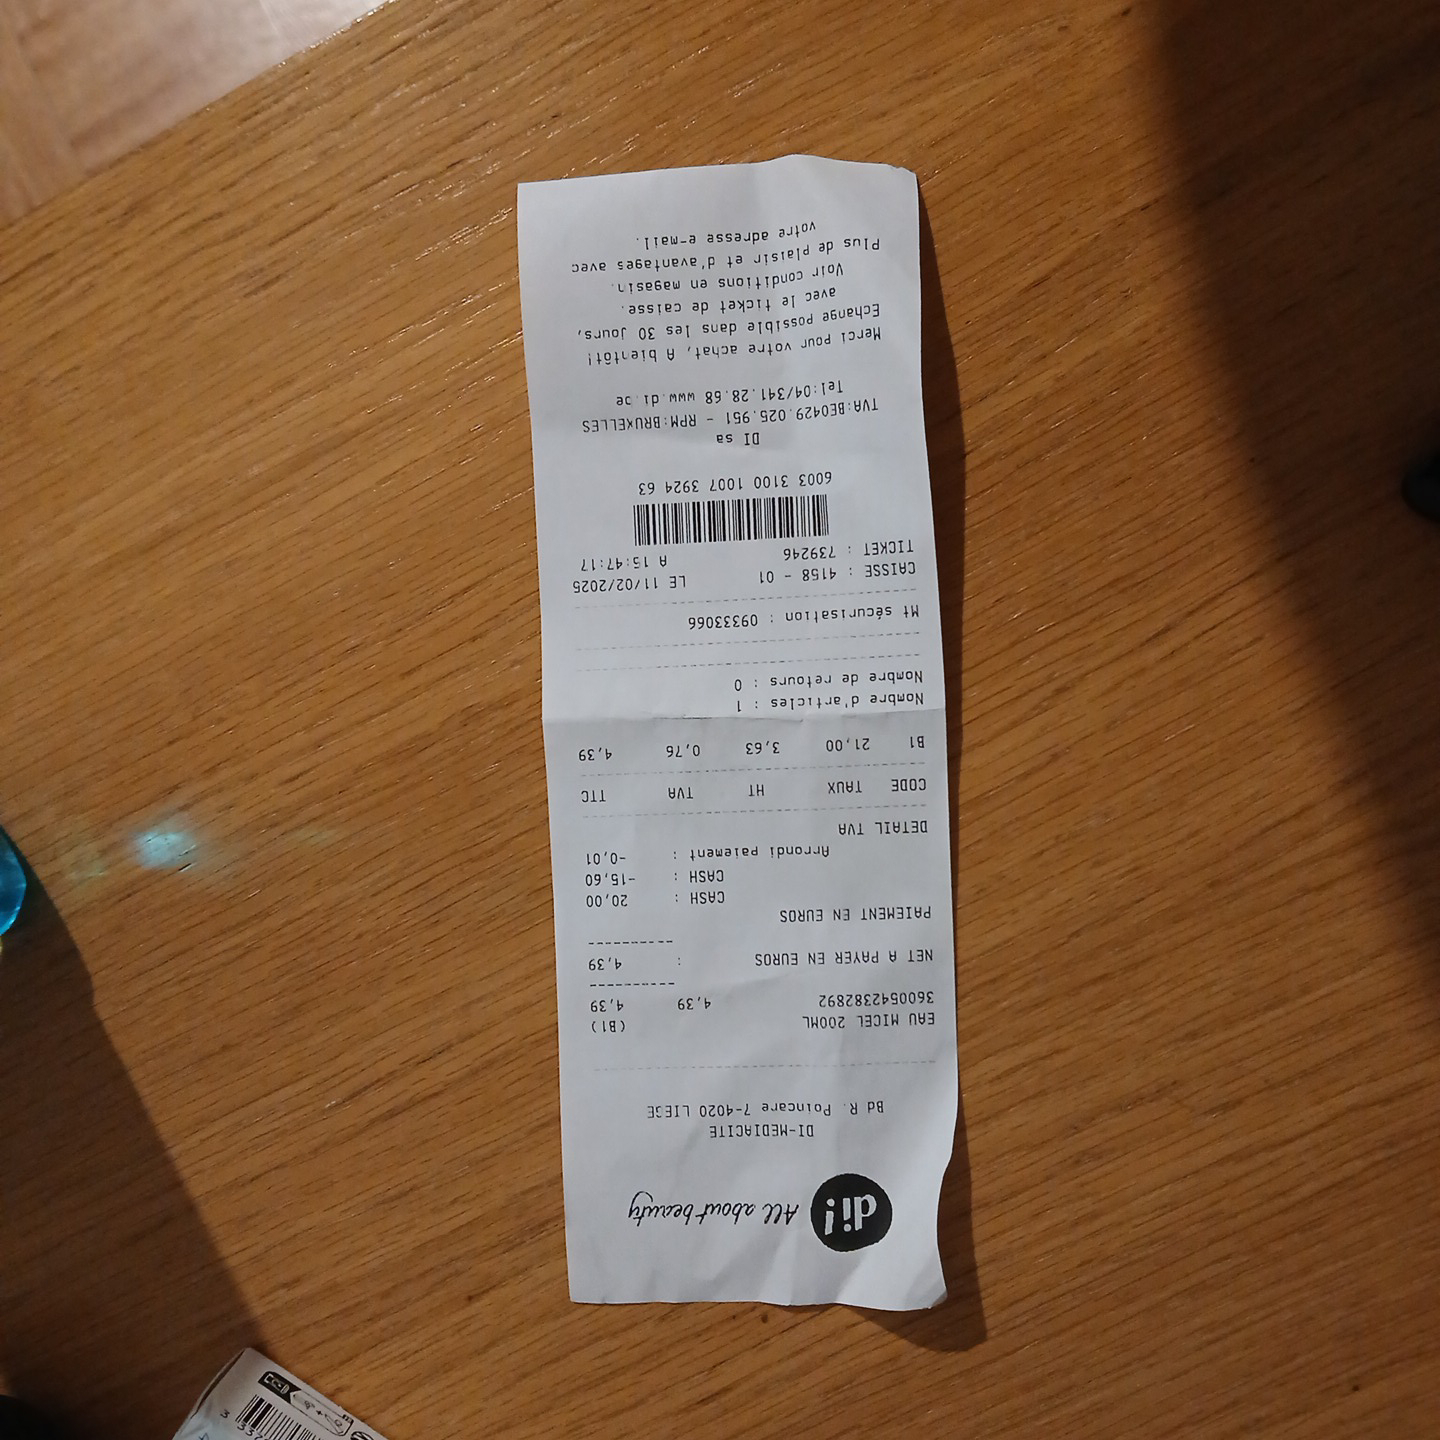 di! All about beauty
DI-MEDIACITE
Bd R. Poincare 7-4020 LIEGE
EAU MICEL 200ML (B1)
3600542382892 4,39 4,39
NET A PAYER EN EUROS : 4,39
PAIEMENT EN EUROS
CASH : 20,00
CASH : -15,60
Arrondi paiement : -0,01
DETAIL TVA
CODE TAUX HT TVA TTC
B1 21,00 3,63 0,76 4,39
Nombre d'articles : 1
Nombre de retours : 0
Mt sécurisation : 09333066
CAISSE : 4158 - 01 LE 11/02/2025
TICKET : 739246 A 15:47:17
6003 3100 1007 3924 63
DI sa
TVA:BE0429.025.951 - RPM:BRUXELLES
Tel:04/341.28.68 www.di.be
Merci pour votre achat, A bientôt!
Echange possible dans les 30 jours,
avec le ticket de caisse.
Voir conditions en magasin.
Plus de plaisir et d'avantages avec
votre adresse e-mail.